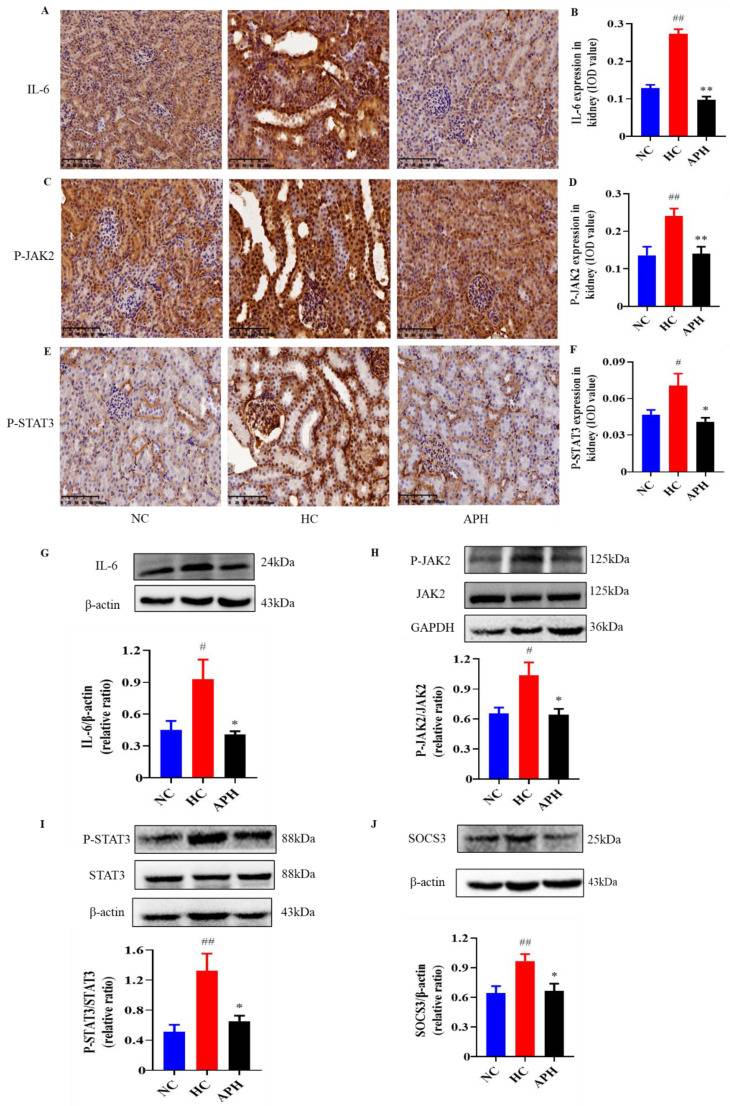 A
IL-6
B
IL-6 expression in
kidney (IOD value)
0.3
0.2
0.1
0
##
**
NC
HC
APH
C
P-JAK2
D
P-JAK2 expression in
kidney (IOD value)
0.3
0.2
0.1
0
##
**
NC
HC
APH
E
P-STAT3
F
P-STAT3 expression in
kidney (IOD value)
0.09
0.06
0.03
0
#
*
NC
HC
APH
NC
HC
APH
G
IL-6
24kDa
β-actin
43kDa
IL-6/β-actin
(relative ratio)
1.2
0.9
0.6
0.3
#
*
NC
HC
APH
H
P-JAK2
125kDa
JAK2
125kDa
GAPDH
36kDa
P-JAK2/JAK2
(relative ratio)
1.2
0.9
0.6
0.3
0
#
*
NC
HC
APH
I
P-STAT3
88kDa
STAT3
88kDa
β-actin
43kDa
P-STAT3/STAT3
(relative ratio)
1.6
1.2
0.8
0.4
0
##
*
NC
HC
APH
J
SOCS3
25kDa
β-actin
43kDa
SOCS3/β-actin
(relative ratio)
1.2
0.9
0.6
0.3
0
##
*
NC
HC
APH